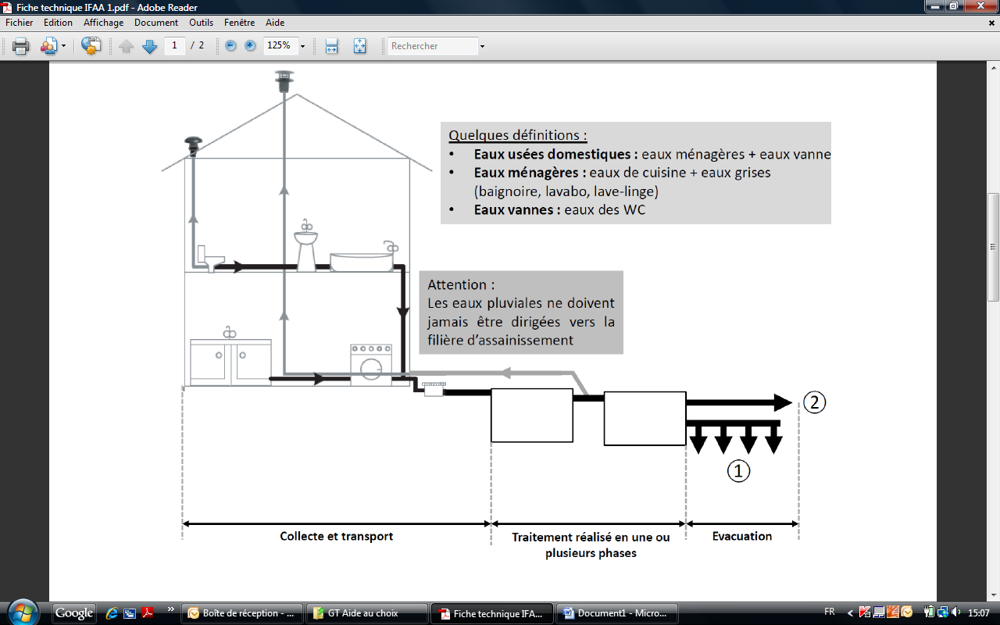 Fiche technique IFAA 1.pdf - Adobe Reader
Fichier Edition Affichage Document Outils Fenêtre Aide
1 / 2 125% Rechercher
Quelques définitions :
• Eaux usées domestiques : eaux ménagères + eaux vanne
• Eaux ménagères : eaux de cuisine + eaux grises
(baignoire, lavabo, lave-linge)
• Eaux vannes : eaux des WC
Attention :
Les eaux pluviales ne doivent
jamais être dirigées vers la
filière d’assainissement
2
1
Collecte et transport
Traitement réalisé en une ou
plusieurs phases
Evacuation
Google » Boîte de réception - ... GT Aide au choix Fiche technique IFA... Document1 - Micro... FR 15:07